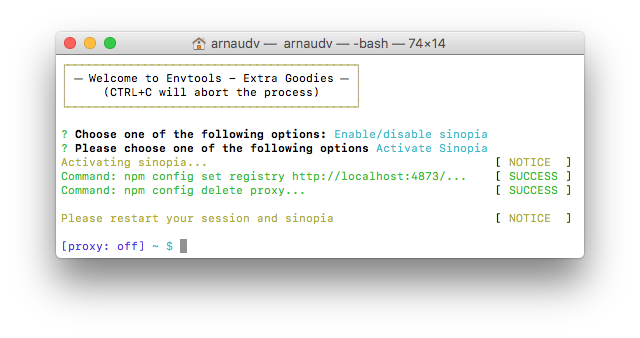 arnaudv — arnaudv — -bash — 74×14
— Welcome to Envtools - Extra Goodies —
(CTRL+C will abort the process)
? Choose one of the following options: Enable/disable sinopia
? Please choose one of the following options Activate Sinopia
Activating sinopia... [ NOTICE ]
Command: npm config set registry http://localhost:4873/... [ SUCCESS ]
Command: npm config delete proxy... [ SUCCESS ]
Please restart your session and sinopia [ NOTICE ]
[proxy: off] ~ $